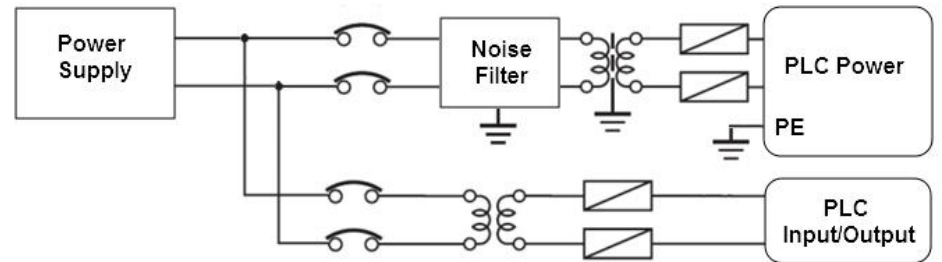 Power
Supply
Noise
Filter
PLC Power
PE
PLC
Input/Output